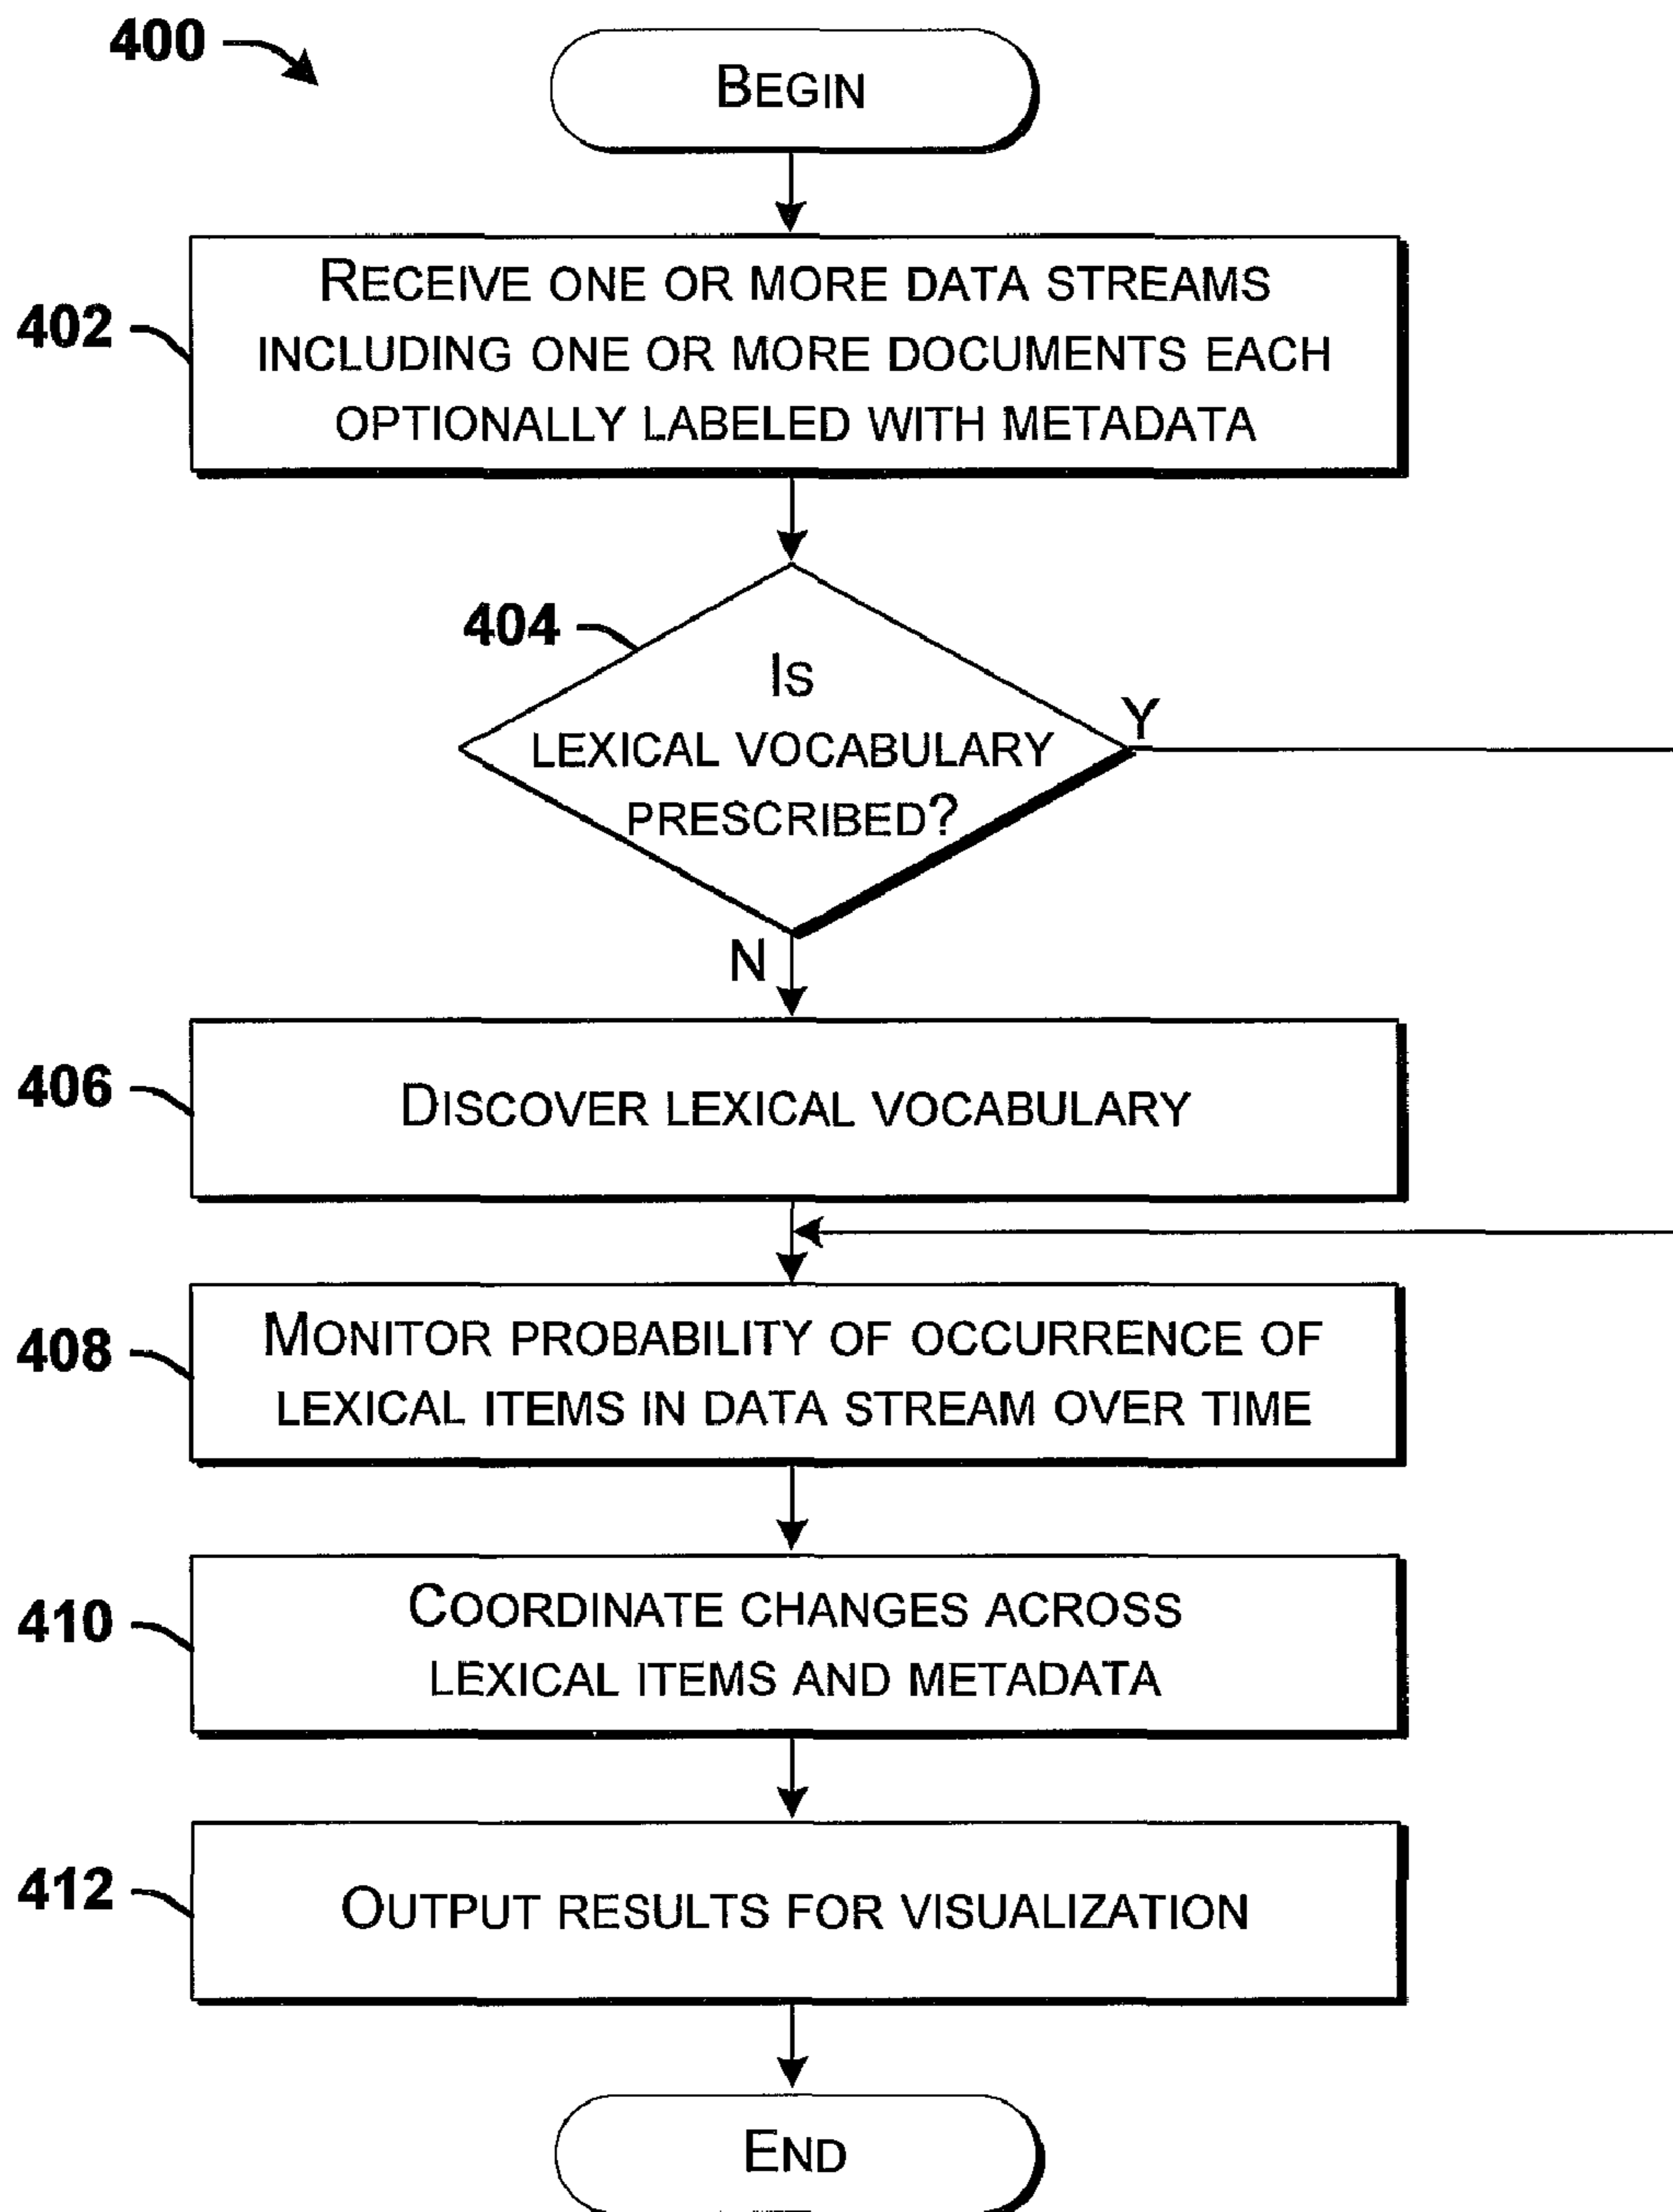 400
BEGIN
402
RECEIVE ONE OR MORE DATA STREAMS
INCLUDING ONE OR MORE DOCUMENTS EACH
OPTIONALLY LABELED WITH METADATA
404
IS
LEXICAL VOCABULARY
PRESCRIBED?
Y
N
406
DISCOVER LEXICAL VOCABULARY
408
MONITOR PROBABILITY OF OCCURRENCE OF
LEXICAL ITEMS IN DATA STREAM OVER TIME
410
COORDINATE CHANGES ACROSS
LEXICAL ITEMS AND METADATA
412
OUTPUT RESULTS FOR VISUALIZATION
END